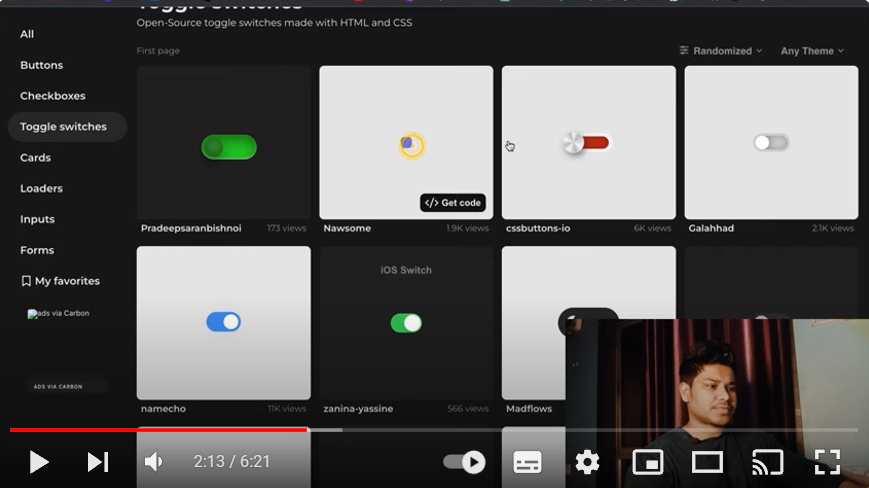 Toggle switches
Open-Source toggle switches made with HTML and CSS
All
Buttons
Checkboxes
Toggle switches
Cards
Loaders
Inputs
Forms
My favorites
ads via Carbon
ADS VIA CARBON
First page
Randomized
Any Theme
</> Get code
Pradeepsaranbishnoi 173 views
Nawsome 1.9K views
cssbuttons-io 6K views
Galahhad 2.1K views
iOS Switch
namecho 11K views
zanina-yassine 566 views
Madflows
2:13 / 6:21